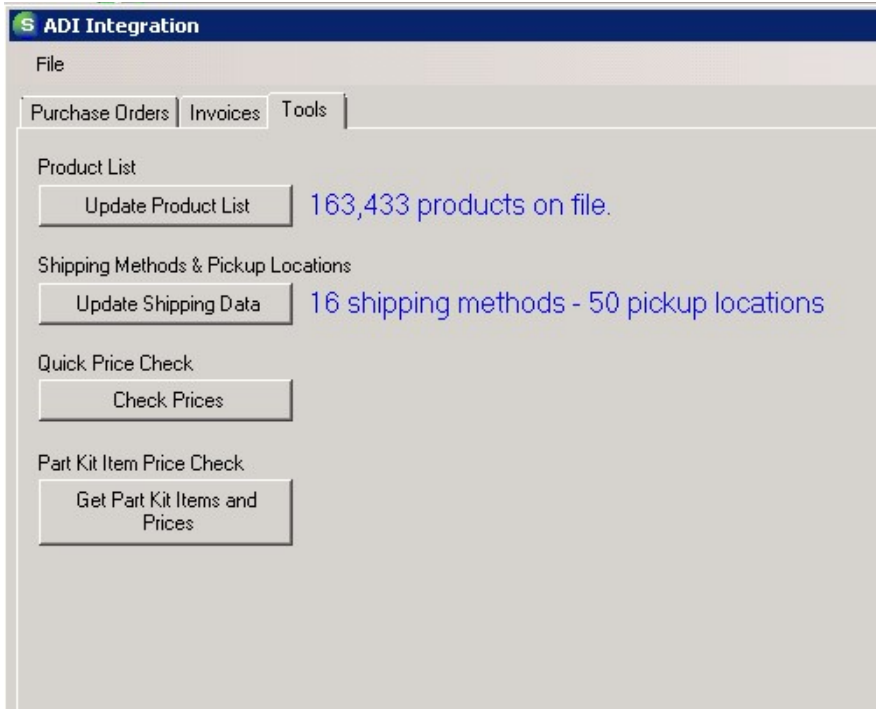 S ADI Integration
File
Purchase Orders Invoices Tools
Product List
Update Product List 163,433 products on file.
Shipping Methods & Pickup Locations
Update Shipping Data 16 shipping methods - 50 pickup locations
Quick Price Check
Check Prices
Part Kit Item Price Check
Get Part Kit Items and
Prices